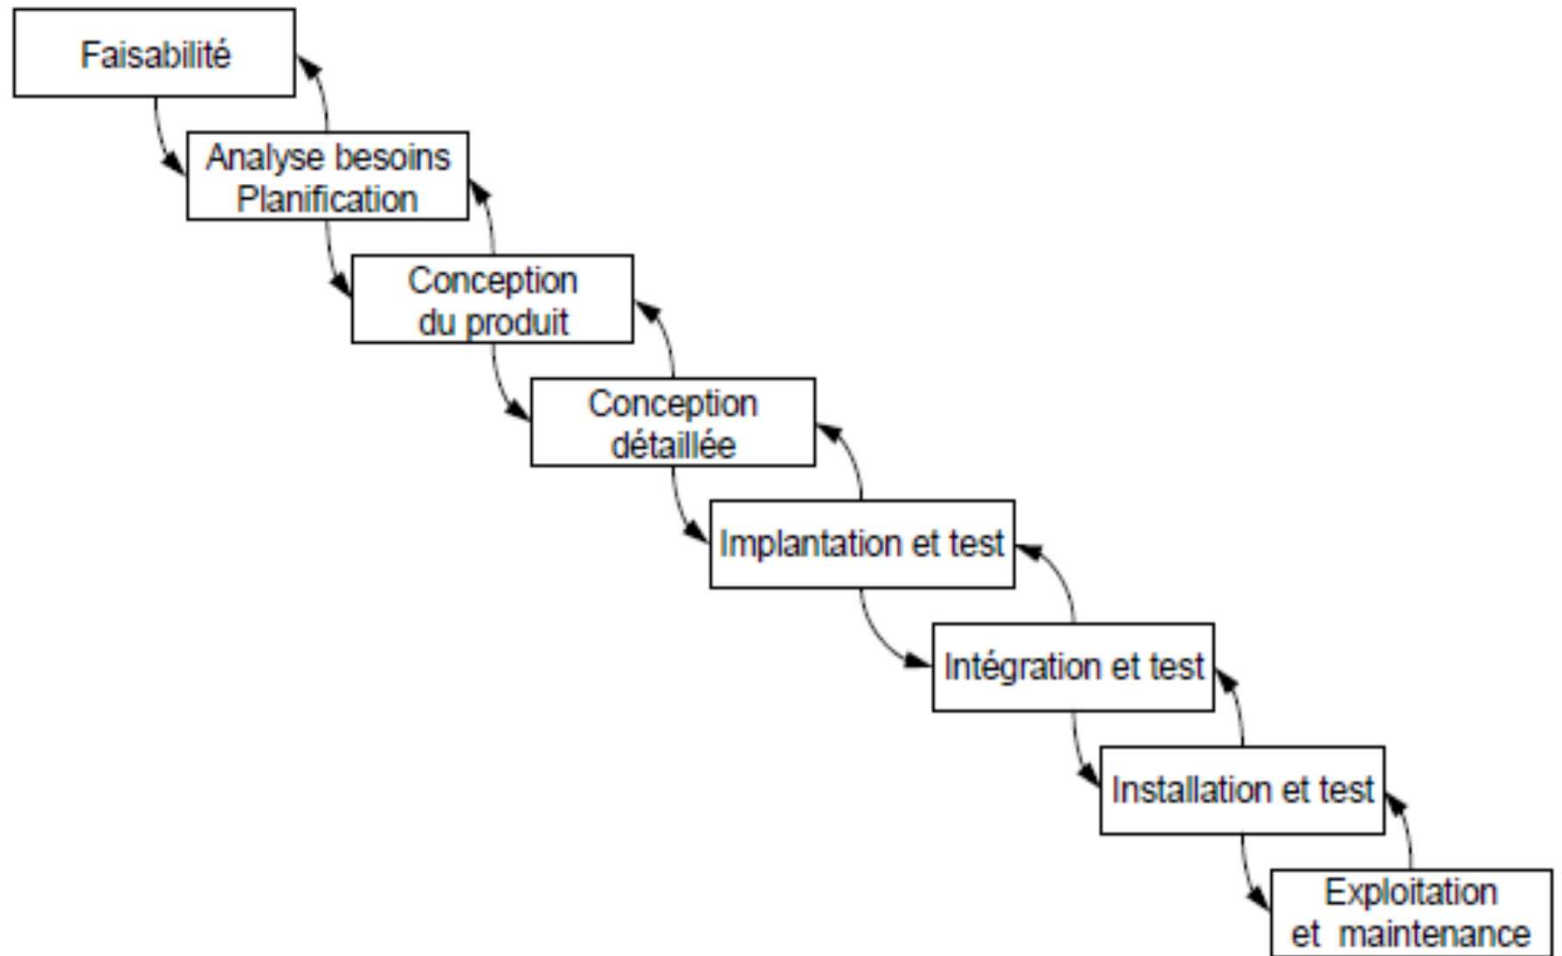 Faisabilité
Analyse besoins
Planification
Conception
du produit
Conception
détaillée
Implantation et test
Intégration et test
Installation et test
Exploitation
et maintenance